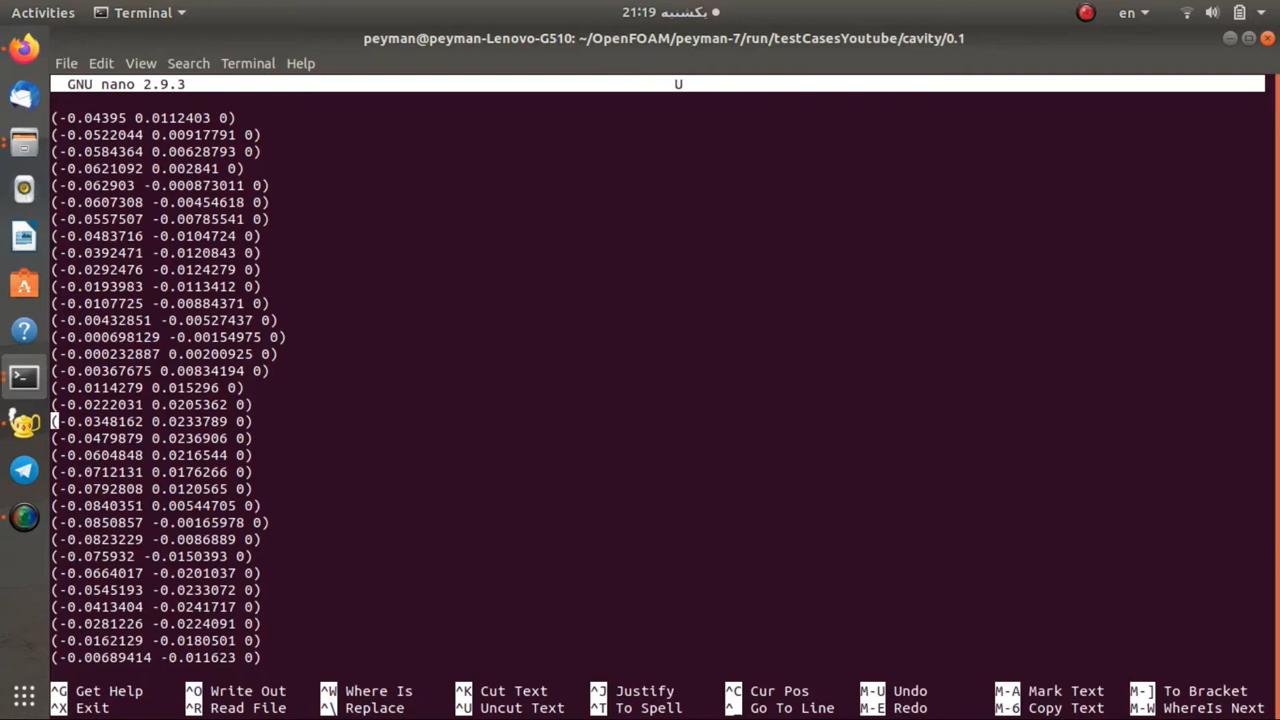 Activities Terminal 21:19 یکشنبه en
peyman@peyman-Lenovo-G510: ~/OpenFOAM/peyman-7/run/testCasesYoutube/cavity/0.1
File Edit View Search Terminal Help
GNU nano 2.9.3 U
(-0.04395 0.0112403 0)
(-0.0522044 0.00917791 0)
(-0.0584364 0.00628793 0)
(-0.0621092 0.002841 0)
(-0.062903 -0.000873011 0)
(-0.0607308 -0.00454618 0)
(-0.0557507 -0.00785541 0)
(-0.0483716 -0.0104724 0)
(-0.0392471 -0.0120843 0)
(-0.0292476 -0.0124279 0)
(-0.0193983 -0.0113412 0)
(-0.0107725 -0.00884371 0)
(-0.00432851 -0.00527437 0)
(-0.000698129 -0.00154975 0)
(-0.000232887 0.00200925 0)
(-0.00367675 0.00834194 0)
(-0.0114279 0.015296 0)
(-0.0222031 0.0205362 0)
(-0.0348162 0.0233789 0)
(-0.0479879 0.0236906 0)
(-0.0604848 0.0216544 0)
(-0.0712131 0.0176266 0)
(-0.0792808 0.0120565 0)
(-0.0840351 0.00544705 0)
(-0.0850857 -0.00165978 0)
(-0.0823229 -0.0086889 0)
(-0.075932 -0.0150393 0)
(-0.0664017 -0.0201037 0)
(-0.0545193 -0.0233072 0)
(-0.0413404 -0.0241717 0)
(-0.0281226 -0.0224091 0)
(-0.0162129 -0.0180501 0)
(-0.00689414 -0.011623 0)
^G Get Help ^O Write Out ^W Where Is ^K Cut Text ^J Justify ^C Cur Pos M-U Undo M-A Mark Text M-] To Bracket
^X Exit ^R Read File ^\ Replace ^U Uncut Text ^T To Spell ^_ Go To Line M-E Redo M-6 Copy Text M-W WhereIs Next